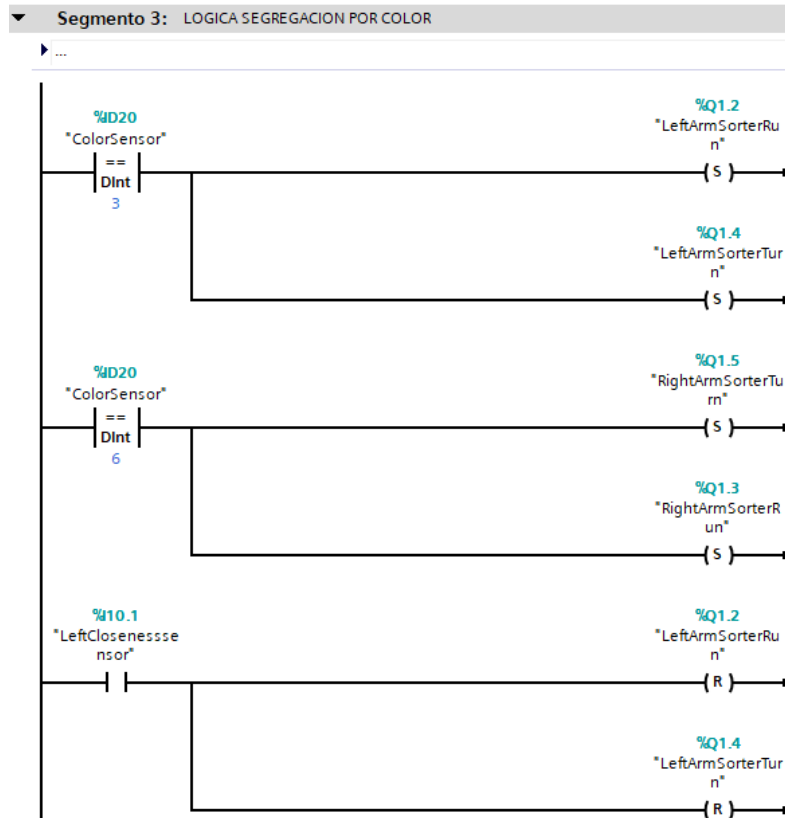 Segmento 3: LOGICA SEGREGACION POR COLOR
...
%ID20
"ColorSensor"
==
DInt
3
%Q1.2
"LeftArmSorterRu
n"
S
%Q1.4
"LeftArmSorterTur
n"
S
%ID20
"ColorSensor"
==
DInt
6
%Q1.5
"RightArmSorterTu
rn"
S
%Q1.3
"RightArmSorterR
un"
S
%I10.1
"LeftClosenessse
nsor"
%Q1.2
"LeftArmSorterRu
n"
R
%Q1.4
"LeftArmSorterTur
n"
R